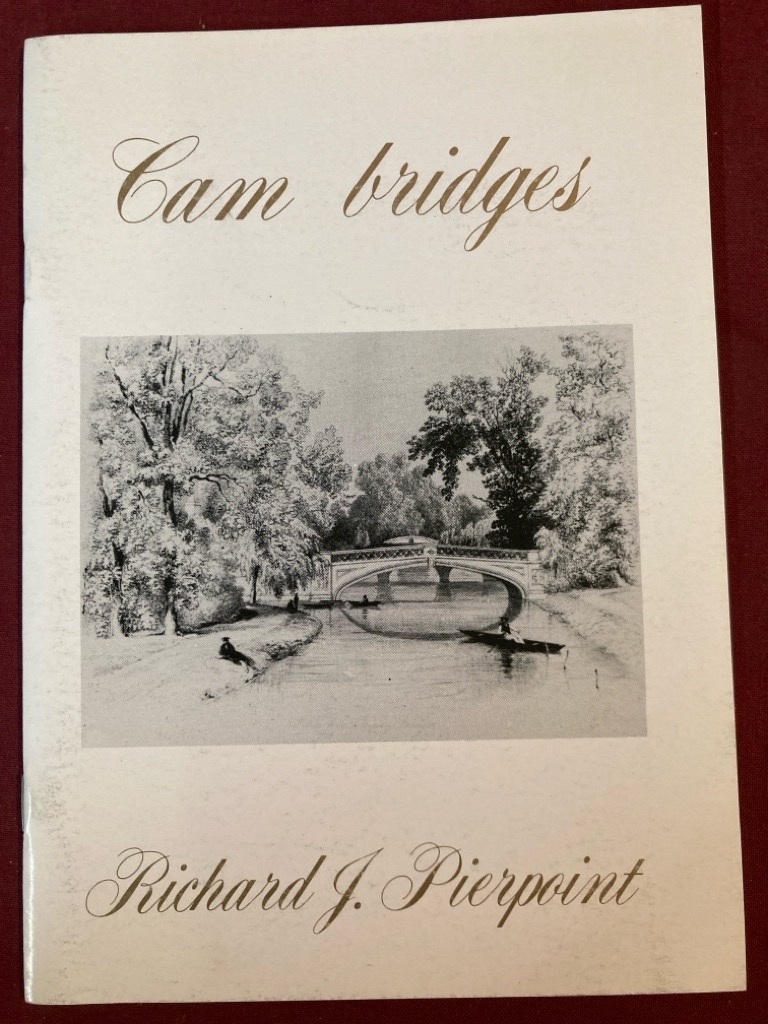 Cam bridges
Richard J. Pierpoint